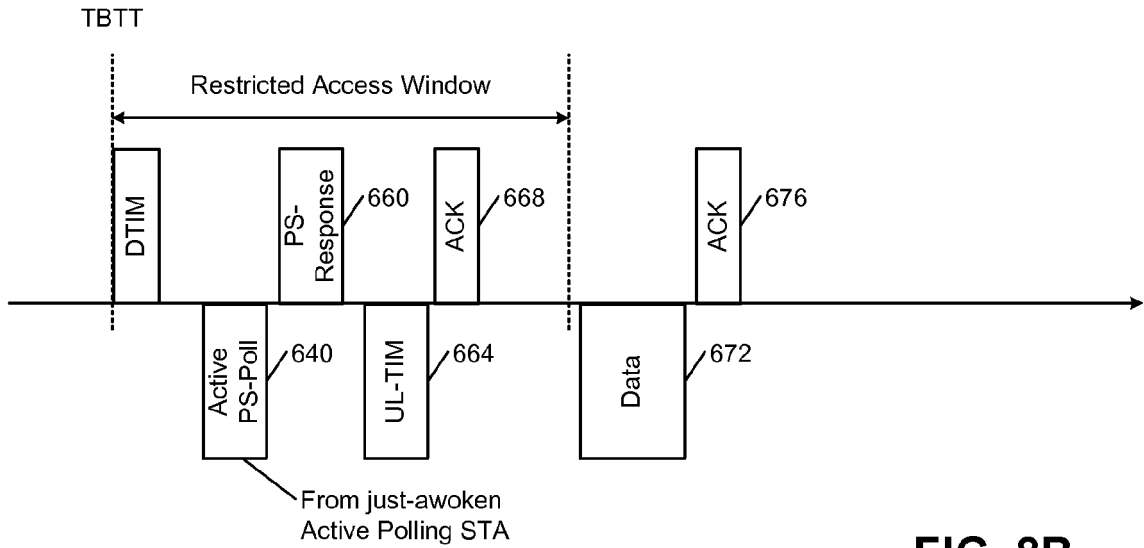 TBTT
Restricted Access Window
DTIM
PS-
Response
660
ACK
668
ACK
676
Active
PS-Poll
640
UL-TIM
664
Data
672
From just-awoken
Active Polling STA